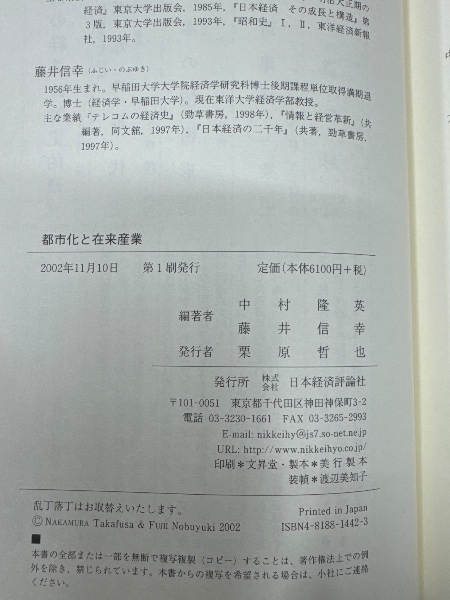 経済』東京大学出版会，1985年，『日本経済　その成長と構造』第
3版，東京大学出版会，1993年，『昭和史』Ⅰ，Ⅱ，東洋経済新報
社，1993年。
藤井信幸（ふじい・のぶゆき）
1956年生まれ。早稲田大学大学院経済学研究科博士後期課程単位取得満期退
学。博士（経済学・早稲田大学）。現在東洋大学経済学部教授。
主な業績『テレコムの経済史』（勁草書房，1998年），『情報と経営革新』（共
編著，同文舘，1997年），『日本経済の二千年』（共著，勁草書房，
1997年）。
都市化と在来産業
2002年11月10日　第1刷発行　定価（本体6100円＋税）
編著者　中村隆英
藤井信幸
発行者　栗原哲也
発行所　株式会社　日本経済評論社
〒101-0051　東京都千代田区神田神保町3-2
電話 03-3230-1661　FAX 03-3265-2993
E-mail: nikkeihy@js7.so-net.ne.jp
URL: http://www.nikkeihyo.co.jp/
印刷＊文昇堂・製本＊美行製本
装幀＊渡辺美知子
乱丁落丁はお取替えいたします。　Printed in Japan
© NAKAMURA Takafusa & FUJII Nobuyuki 2002　ISBN4-8188-1442-3
本書の全部または一部を無断で複写複製（コピー）することは、著作権法上での例
外を除き、禁じられています。本書からの複写を希望される場合は、小社にご連絡
ください。